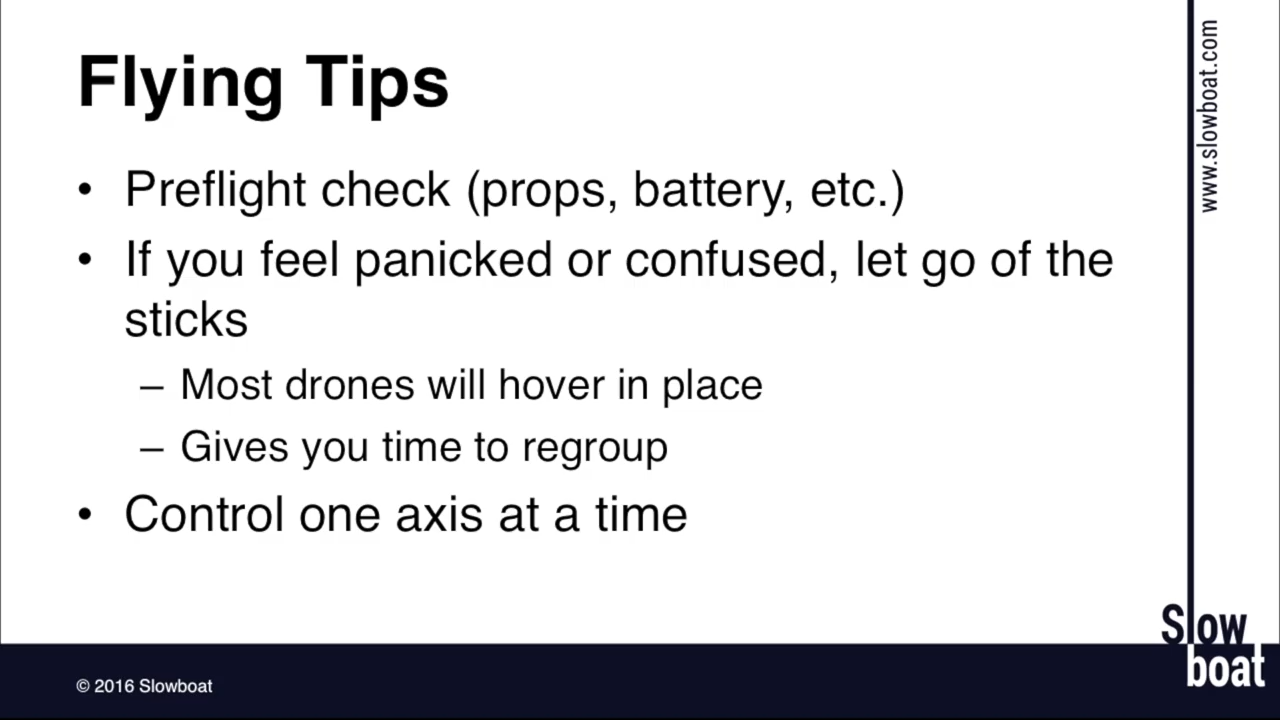 Flying Tips
• Preflight check (props, battery, etc.)
• If you feel panicked or confused, let go of the
sticks
– Most drones will hover in place
– Gives you time to regroup
• Control one axis at a time
www.slowboat.com
Slow
boat
© 2016 Slowboat